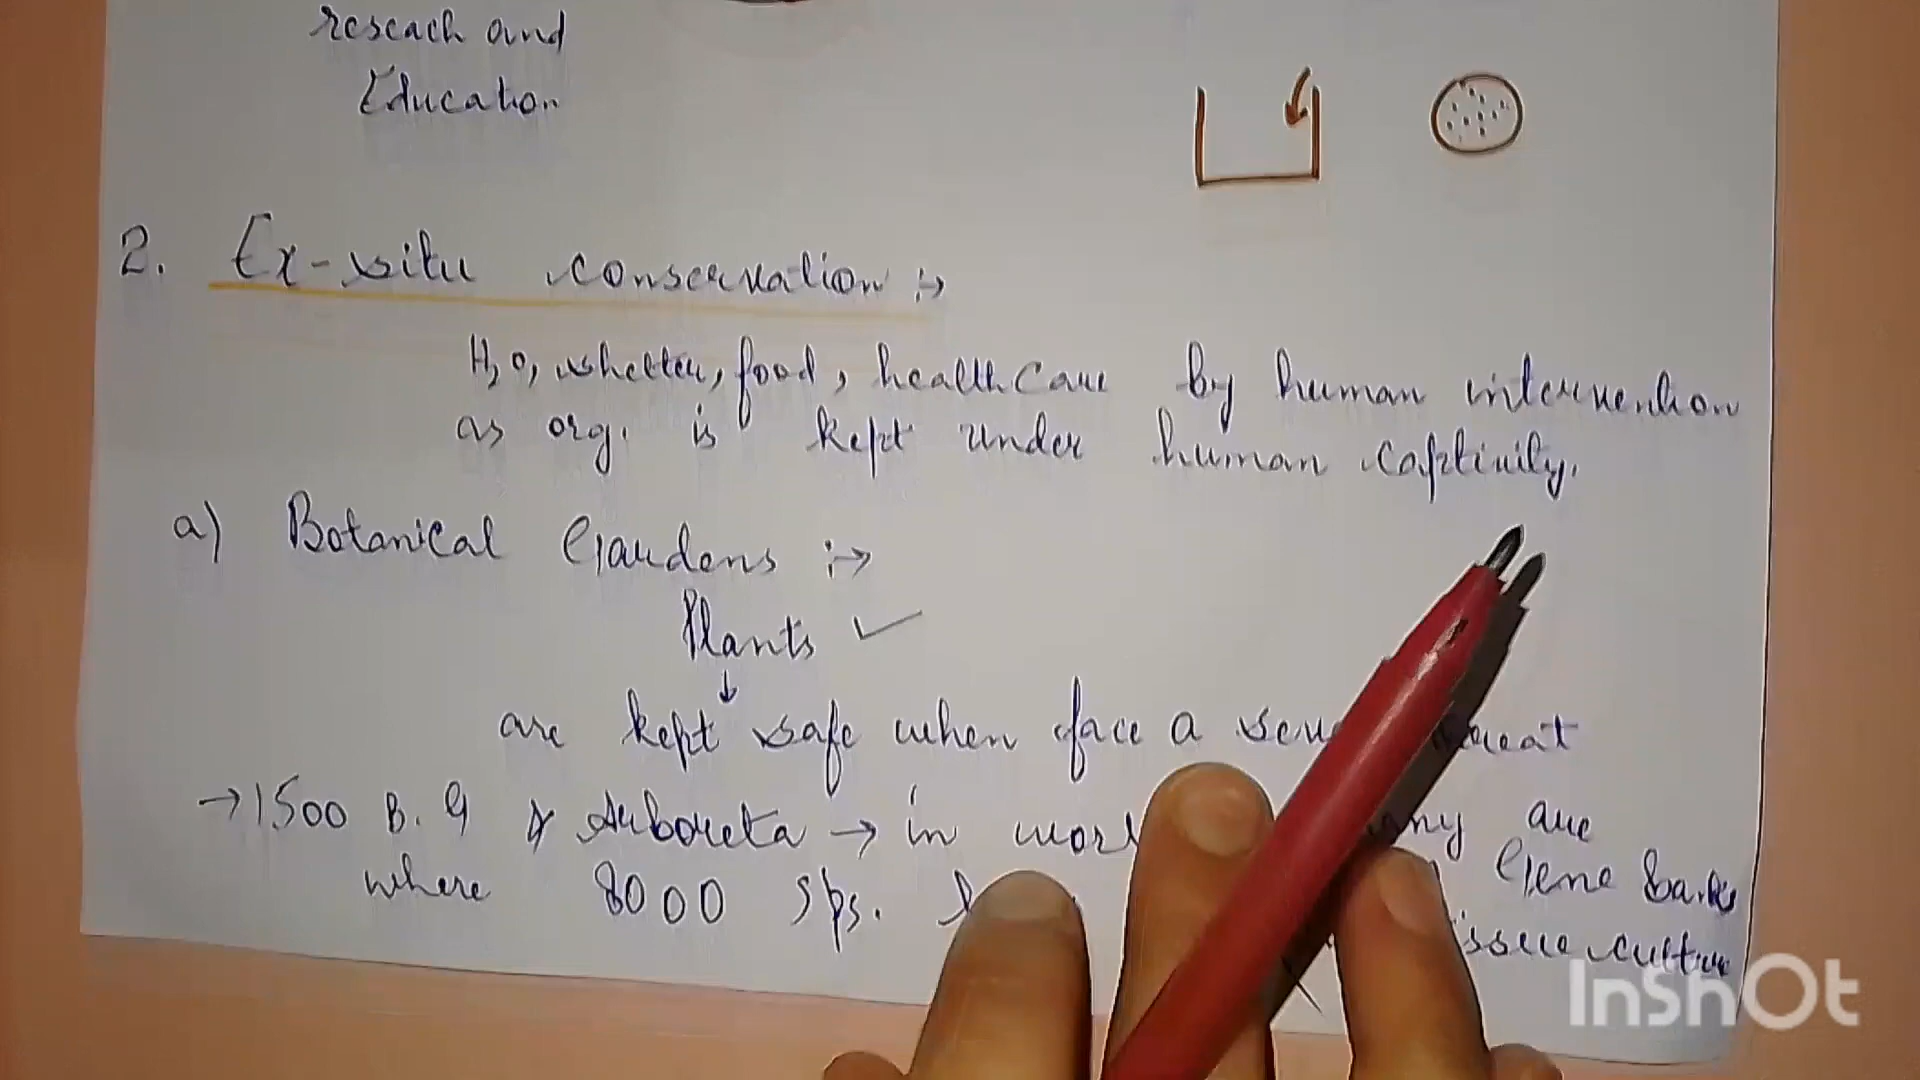 reseach and
Education
2. Ex-situ conservation :→
H2O, shelter, food, healthCare by human intervention
as org. is kept under human captivity.
a) Botanical Gardens :→
Plants ✓
↓
are kept safe when face a
→ 1500 B.G & Arboreta → in are
where 8000 sps. Gene banks
culture
InShOt